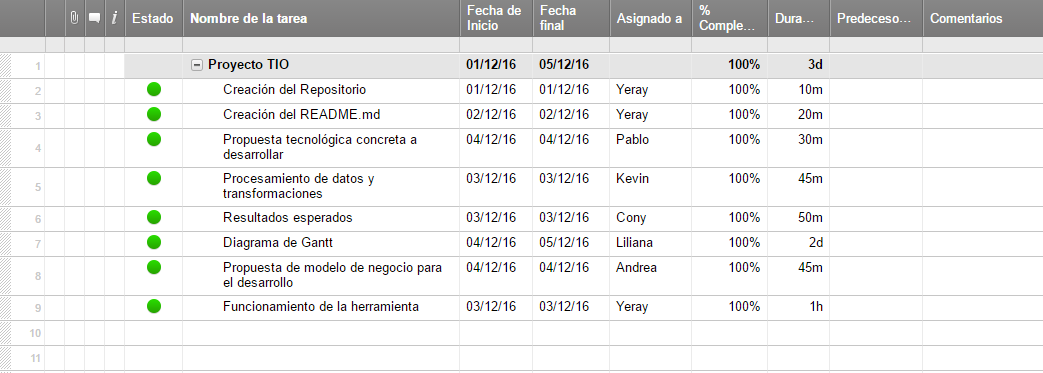 Estado Nombre de la tarea Fecha de Inicio Fecha final Asignado a % Comple... Dura... Predeceso... Comentarios
1 Proyecto TIO 01/12/16 05/12/16 100% 3d
2 Creación del Repositorio 01/12/16 01/12/16 Yeray 100% 10m
3 Creación del README.md 02/12/16 02/12/16 Yeray 100% 20m
4 Propuesta tecnológica concreta a desarrollar 04/12/16 04/12/16 Pablo 100% 30m
5 Procesamiento de datos y transformaciones 03/12/16 03/12/16 Kevin 100% 45m
6 Resultados esperados 03/12/16 03/12/16 Cony 100% 50m
7 Diagrama de Gantt 04/12/16 05/12/16 Liliana 100% 2d
8 Propuesta de modelo de negocio para el desarrollo 04/12/16 04/12/16 Andrea 100% 45m
9 Funcionamiento de la herramienta 03/12/16 03/12/16 Yeray 100% 1h
10
11